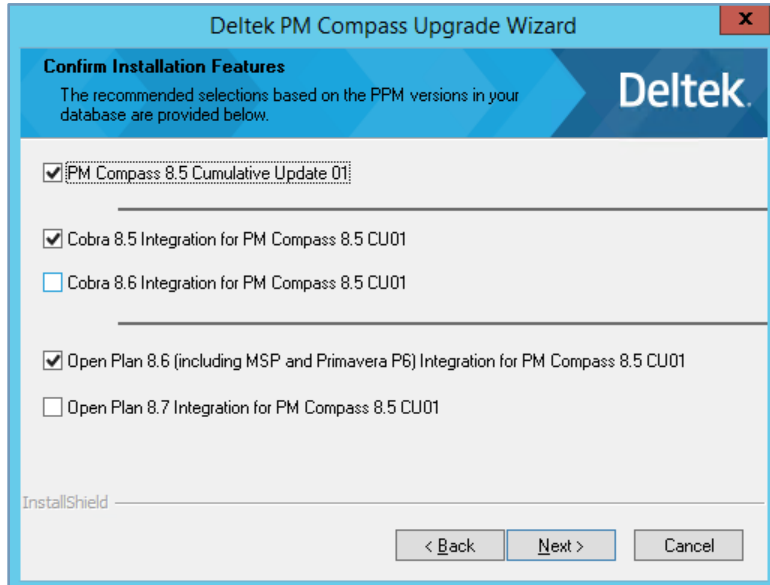 Deltek PM Compass Upgrade Wizard
x
Confirm Installation Features
The recommended selections based on the PPM versions in your
database are provided below.
Deltek.
PM Compass 8.5 Cumulative Update 01
Cobra 8.5 Integration for PM Compass 8.5 CU01
Cobra 8.6 Integration for PM Compass 8.5 CU01
Open Plan 8.6 (including MSP and Primavera P6) Integration for PM Compass 8.5 CU01
Open Plan 8.7 Integration for PM Compass 8.5 CU01
InstallShield
< Back
Next >
Cancel